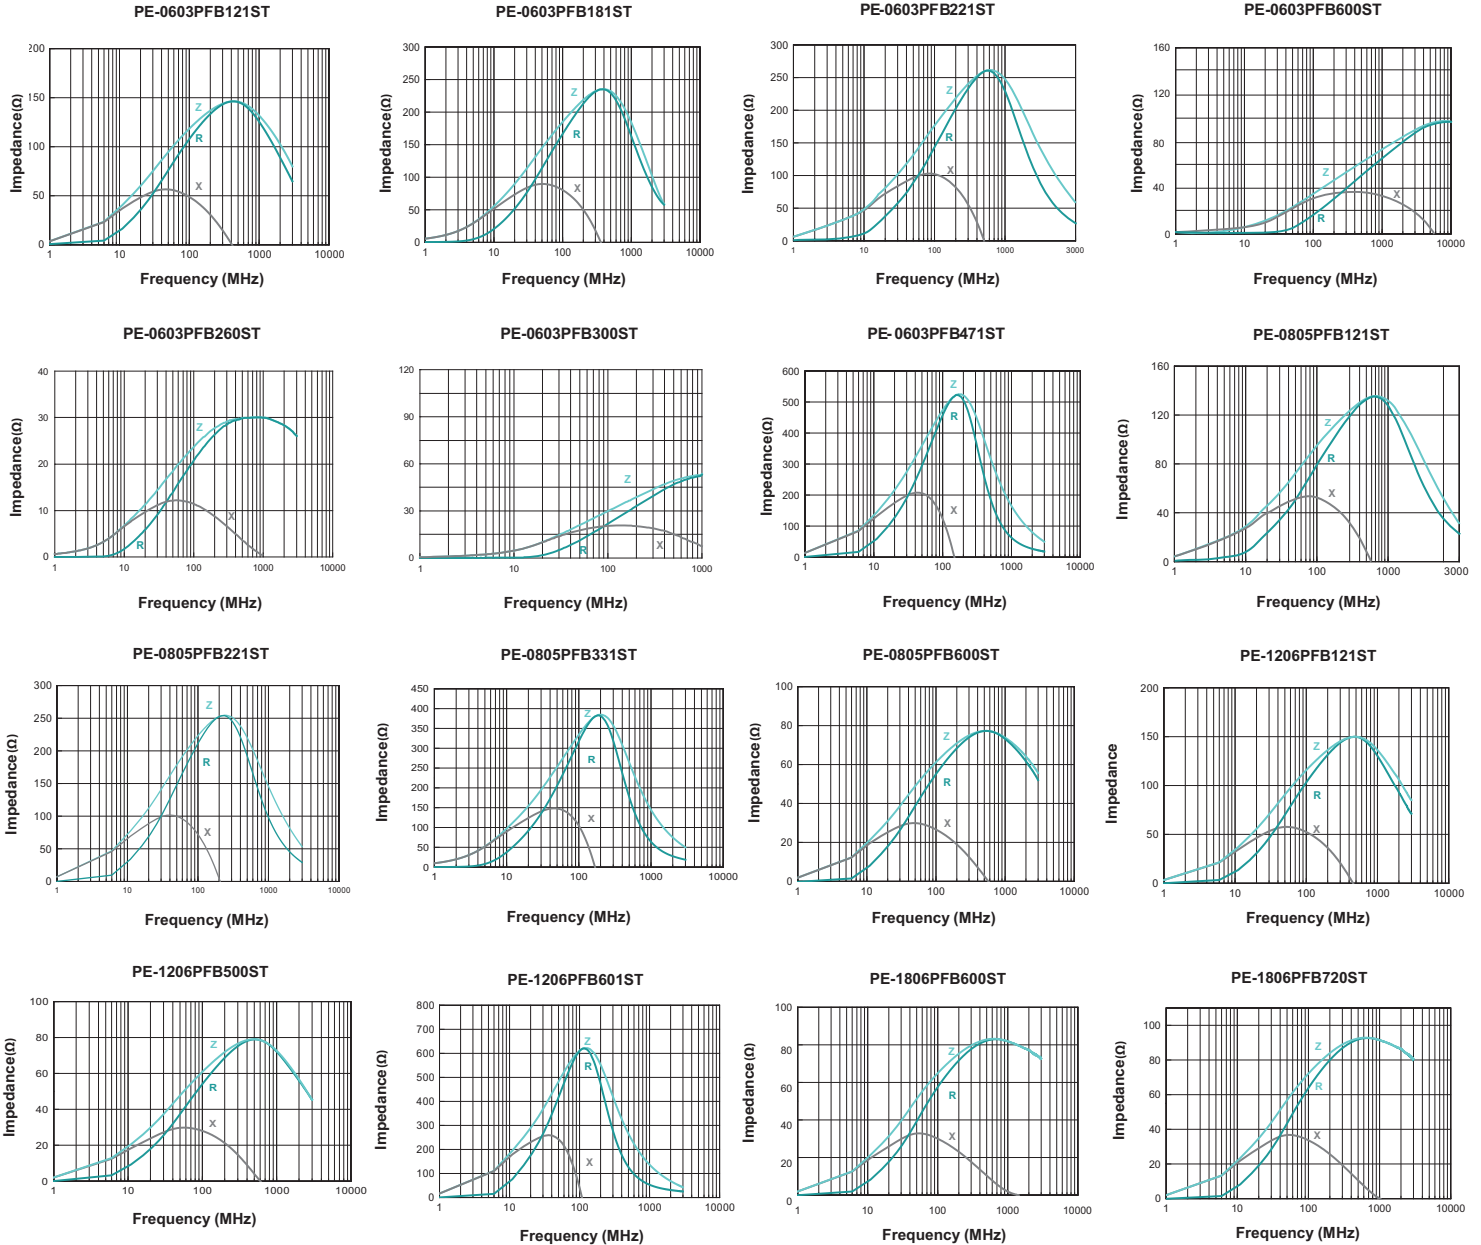 PE-0603PFB121ST
Impedance(Ω)
200
150
100
50
0
Z
R
X
1 10 100 1000 10000
Frequency (MHz)
PE-0603PFB181ST
Impedance(Ω)
300
250
200
150
100
50
0
Z
R
X
1 10 100 1000 10000
Frequency (MHz)
PE-0603PFB221ST
Impedance(Ω)
300
250
200
150
100
50
0
Z
R
X
1 10 100 1000 3000
Frequency (MHz)
PE-0603PFB600ST
Impedance(Ω)
160
120
80
40
0
Z
R
X
1 10 100 1000 10000
Frequency (MHz)
PE-0603PFB260ST
Impedance(Ω)
40
30
20
10
0
Z
R
X
1 10 100 1000 10000
Frequency (MHz)
PE-0603PFB300ST
Impedance(Ω)
120
90
60
30
0
Z
R
X
1 10 100 1000
Frequency (MHz)
PE-0603PFB471ST
Impedance(Ω)
600
500
400
300
200
100
0
Z
R
X
1 10 100 1000 10000
Frequency (MHz)
PE-0805PFB121ST
Impedance(Ω)
160
120
80
40
0
Z
R
X
1 10 100 1000 3000
Frequency (MHz)
PE-0805PFB221ST
Impedance(Ω)
300
250
200
150
100
50
0
Z
R
X
1 10 100 1000 10000
Frequency (MHz)
PE-0805PFB331ST
Impedance(Ω)
450
400
350
300
250
200
150
100
50
0
Z
R
X
1 10 100 1000 10000
Frequency (MHz)
PE-0805PFB600ST
Impedance(Ω)
100
80
60
40
20
0
Z
R
X
1 10 100 1000 10000
Frequency (MHz)
PE-1206PFB121ST
Impedance
200
150
100
50
0
Z
R
X
1 10 100 1000 10000
Frequency (MHz)
PE-1206PFB500ST
Impedance(Ω)
100
80
60
40
20
0
Z
R
X
1 10 100 1000 10000
Frequency (MHz)
PE-1206PFB601ST
Impedance(Ω)
800
700
600
500
400
300
200
100
0
Z
R
X
1 10 100 1000 10000
Frequency (MHz)
PE-1806PFB600ST
Impedance(Ω)
100
80
60
40
20
0
Z
R
X
1 10 100 1000 10000
Frequency (MHz)
PE-1806PFB720ST
Impedance(Ω)
100
80
60
40
20
0
Z
R
X
1 10 100 1000 10000
Frequency (MHz)